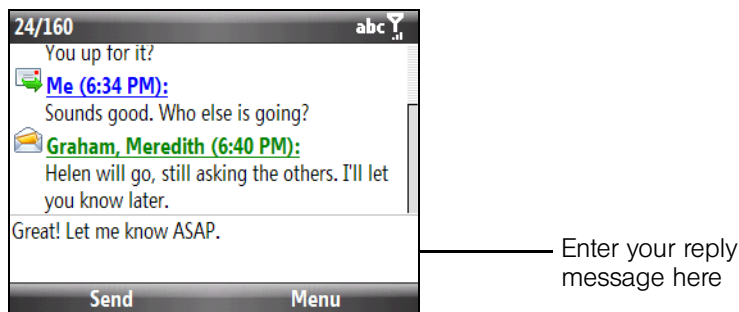 24/160 abc
You up for it?
Me (6:34 PM):
Sounds good. Who else is going?
Graham, Meredith (6:40 PM):
Helen will go, still asking the others. I'll let
you know later.
Great! Let me know ASAP.
Enter your reply
message here
Send Menu